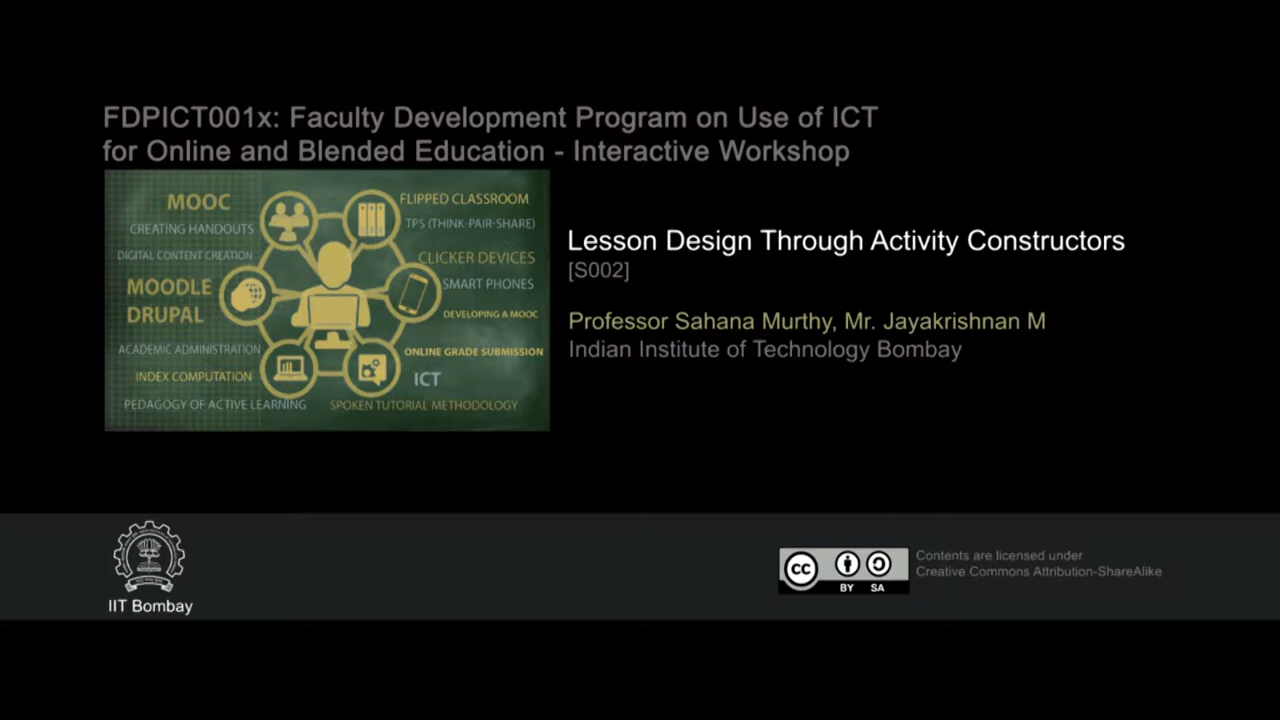 FDPICT001x: Faculty Development Program on Use of ICT
for Online and Blended Education - Interactive Workshop
MOOC
CREATING HANDOUTS
DIGITAL CONTENT CREATION
MOODLE
DRUPAL
ACADEMIC ADMINISTRATION
INDEX COMPUTATION
PEDAGOGY OF ACTIVE LEARNING
FLIPPED CLASSROOM
TPS (THINK-PAIR-SHARE)
CLICKER DEVICES
SMART PHONES
DEVELOPING A MOOC
ONLINE GRADE SUBMISSION
ICT
SPOKEN TUTORIAL METHODOLOGY
Lesson Design Through Activity Constructors
[S002]
Professor Sahana Murthy, Mr. Jayakrishnan M
Indian Institute of Technology Bombay
IIT Bombay
cc
BY SA
Contents are licensed under
Creative Commons Attribution-ShareAlike